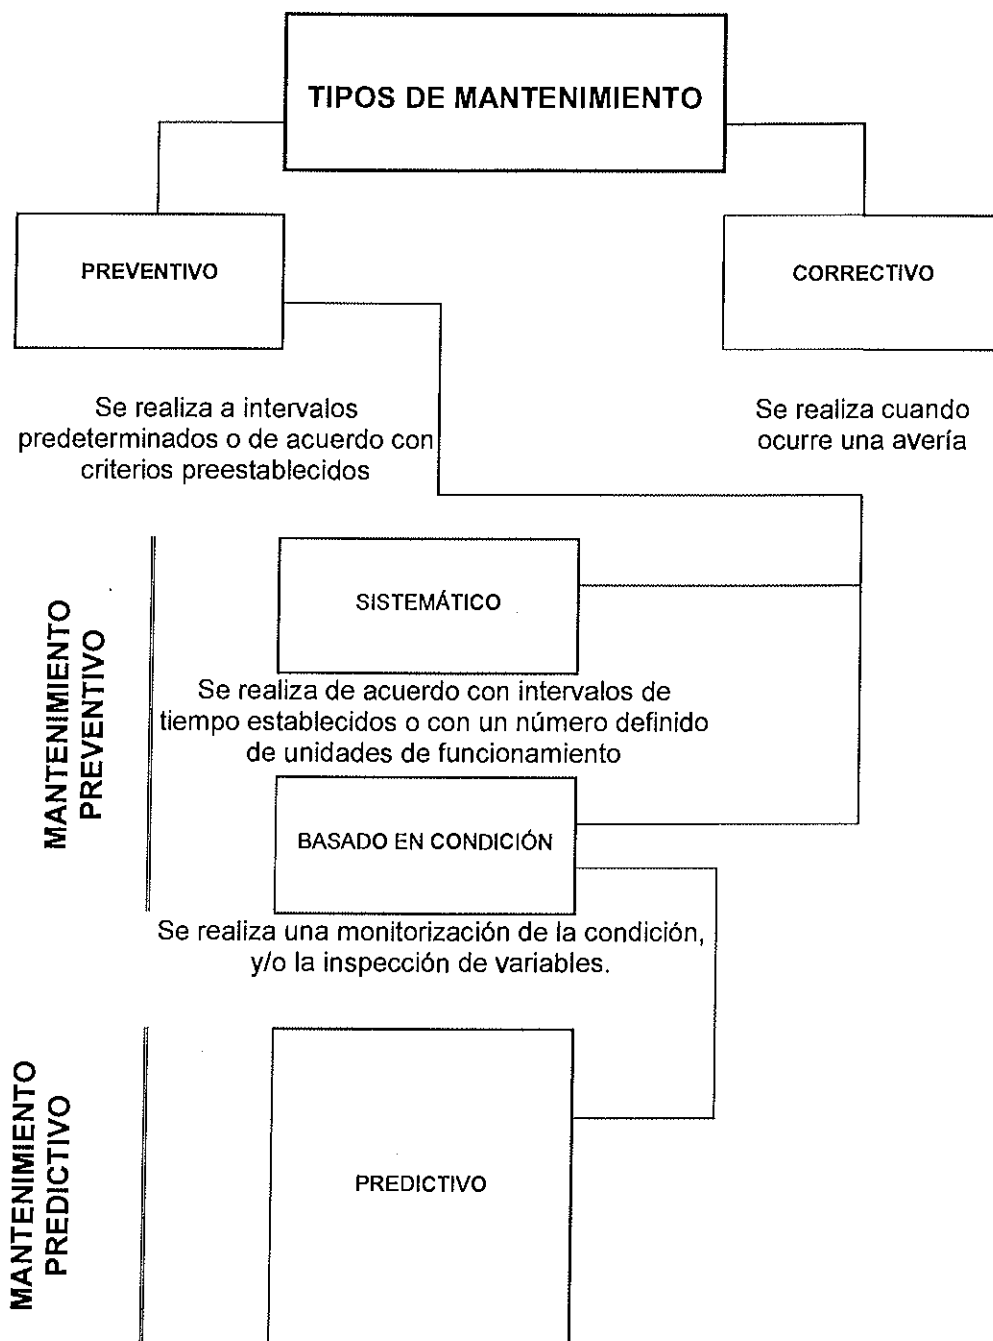 TIPOS DE MANTENIMIENTO
PREVENTIVO
CORRECTIVO
Se realiza a intervalos
predeterminados o de acuerdo con
criterios preestablecidos
Se realiza cuando
ocurre una avería
MANTENIMIENTO
PREVENTIVO
SISTEMÁTICO
Se realiza de acuerdo con intervalos de
tiempo establecidos o con un número definido
de unidades de funcionamiento
BASADO EN CONDICIÓN
Se realiza una monitorización de la condición,
y/o la inspección de variables.
MANTENIMIENTO
PREDICTIVO
PREDICTIVO